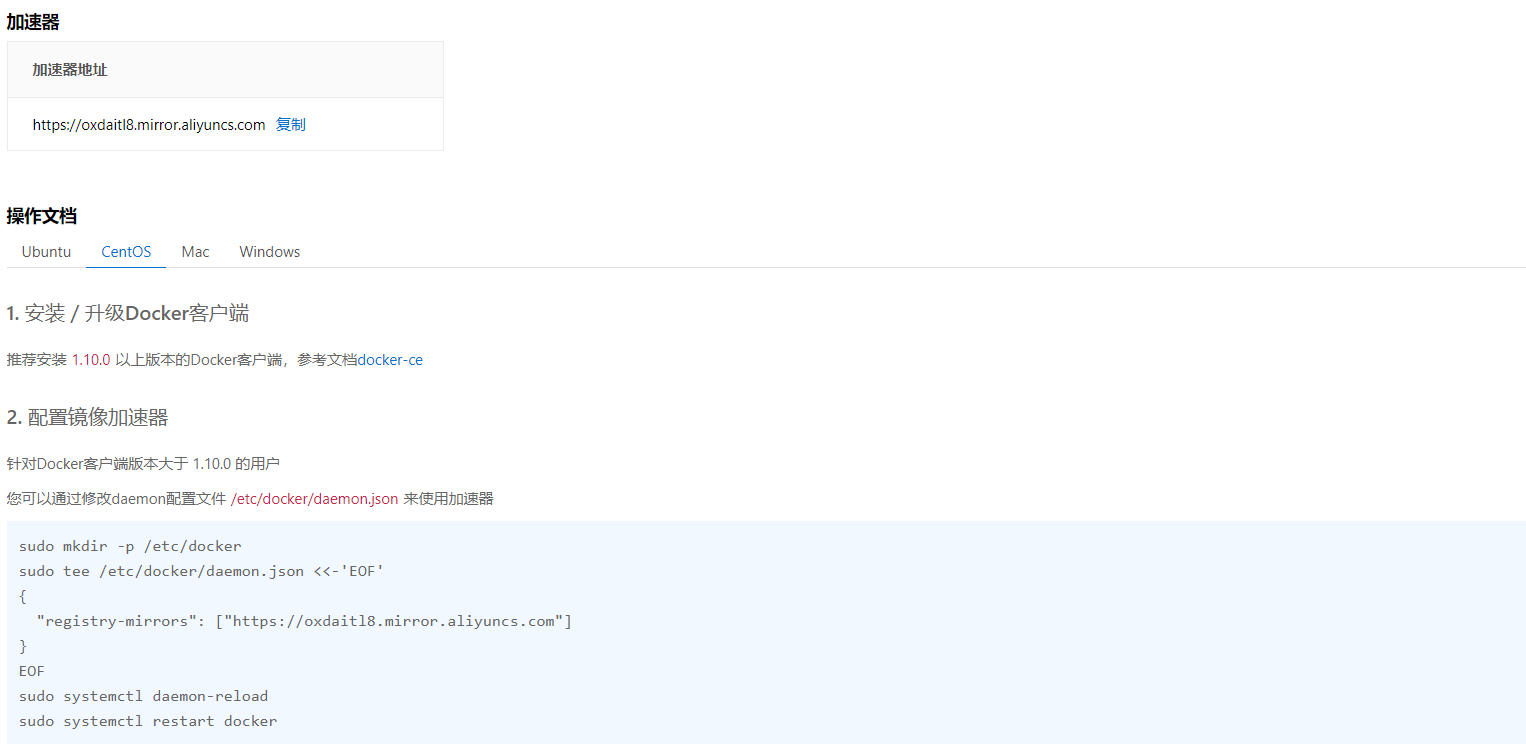 加速器
加速器地址
https://oxdaitl8.mirror.aliyuncs.com 复制
操作文档
Ubuntu CentOS Mac Windows
1. 安装 / 升级Docker客户端
推荐安装 1.10.0 以上版本的Docker客户端，参考文档docker-ce
2. 配置镜像加速器
针对Docker客户端版本大于 1.10.0 的用户
您可以通过修改daemon配置文件 /etc/docker/daemon.json 来使用加速器
sudo mkdir -p /etc/docker
sudo tee /etc/docker/daemon.json <<-'EOF'
{
  "registry-mirrors": ["https://oxdaitl8.mirror.aliyuncs.com"]
}
EOF
sudo systemctl daemon-reload
sudo systemctl restart docker